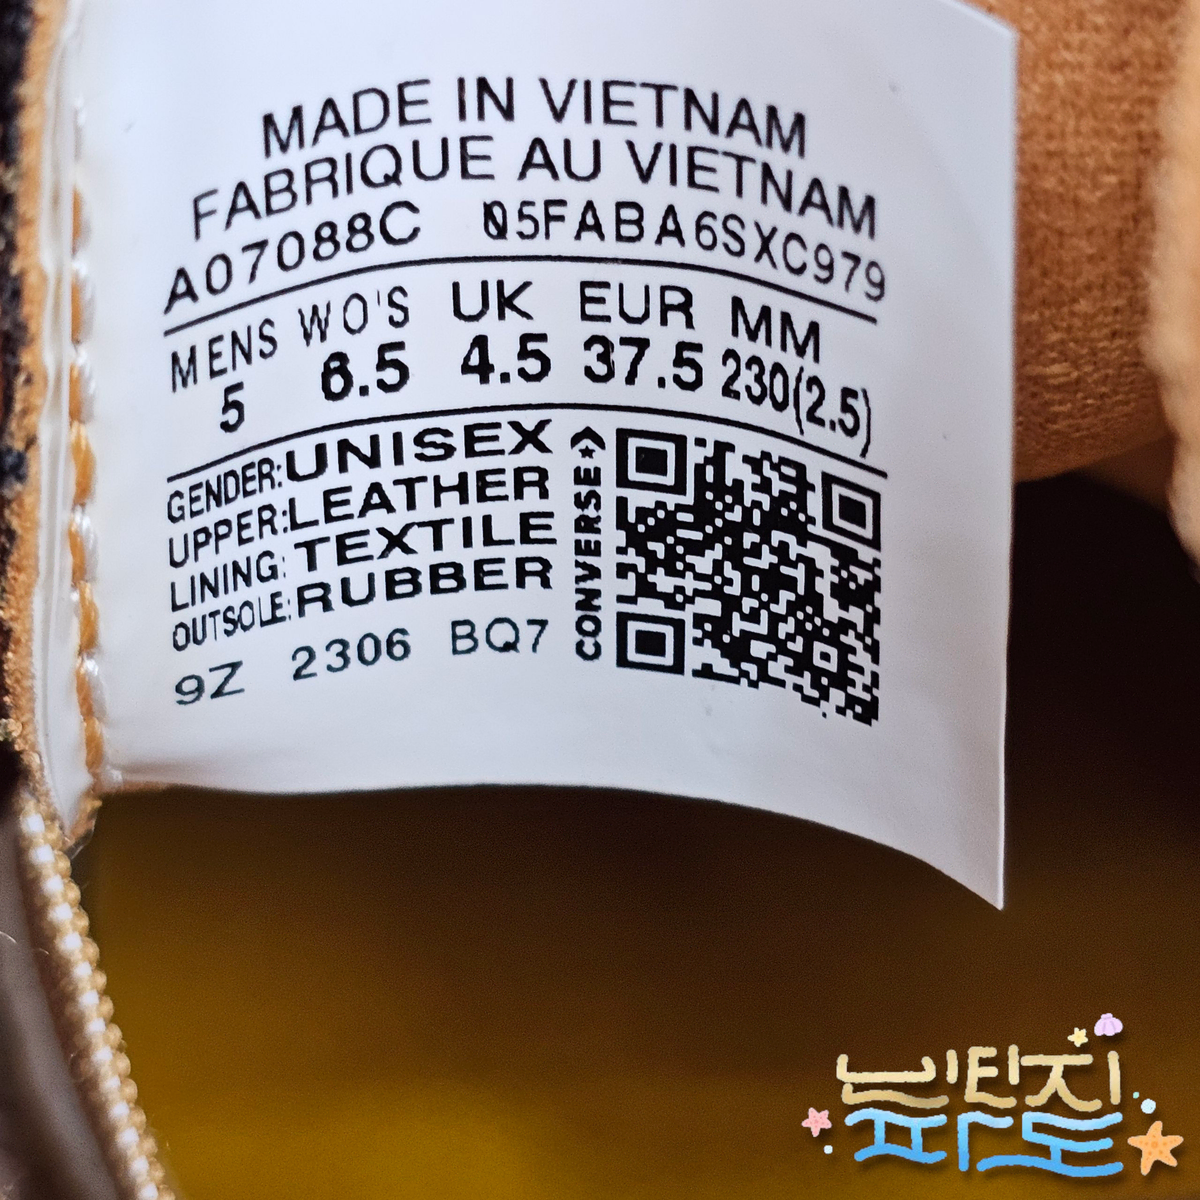 MADE IN VIETNAM
FABRIQUE AU VIETNAM
A07088C 05FABA6SXC979
MENS WO'S UK EUR MM
5 6.5 4.5 37.5 230(2.5)
GENDER:UNISEX
UPPER:LEATHER
LINING:TEXTILE
OUTSOLE:RUBBER
9Z 2306 BQ7
CONVERSE
빈티지
파도